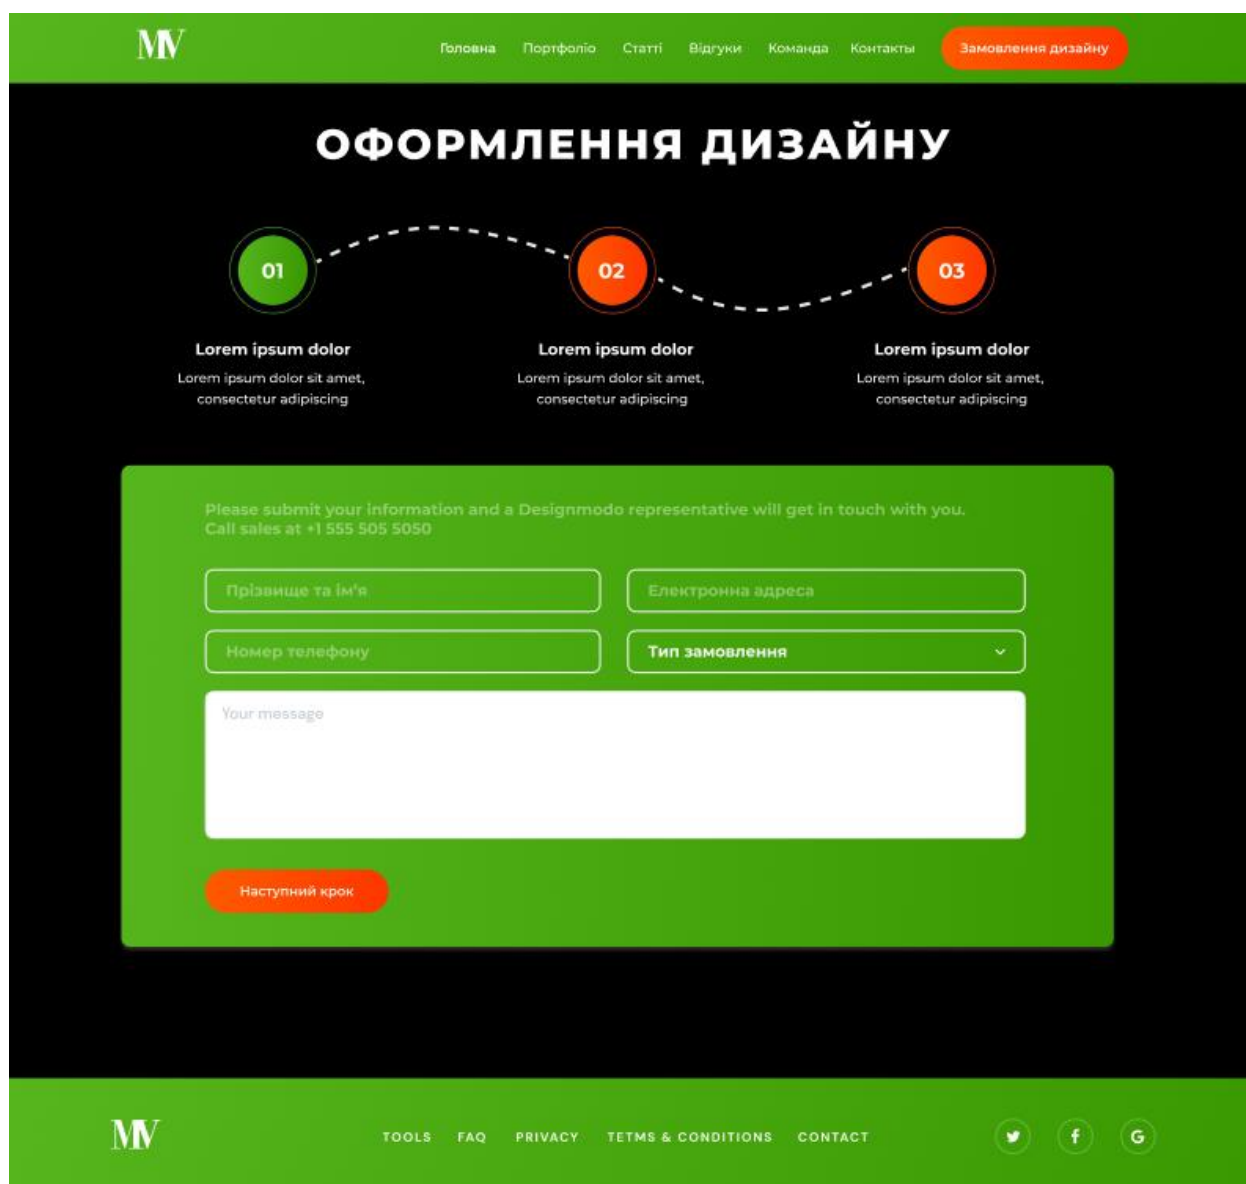 MV
Головна Портфоліо Статті Відгуки Команда Контакты Замовлення дизайну
ОФОРМЛЕННЯ ДИЗАЙНУ
01 02 03
Lorem ipsum dolor Lorem ipsum dolor Lorem ipsum dolor
Lorem ipsum dolor sit amet, Lorem ipsum dolor sit amet, Lorem ipsum dolor sit amet,
consectetur adipiscing consectetur adipiscing consectetur adipiscing
Please submit your information and a Designmodo representative will get in touch with you.
Call sales at +1 555 505 5050
Прізвище та ім'я Електронна адреса
Номер телефону Тип замовлення
Your message
Наступний крок
MV TOOLS FAQ PRIVACY TETMS & CONDITIONS CONTACT f G